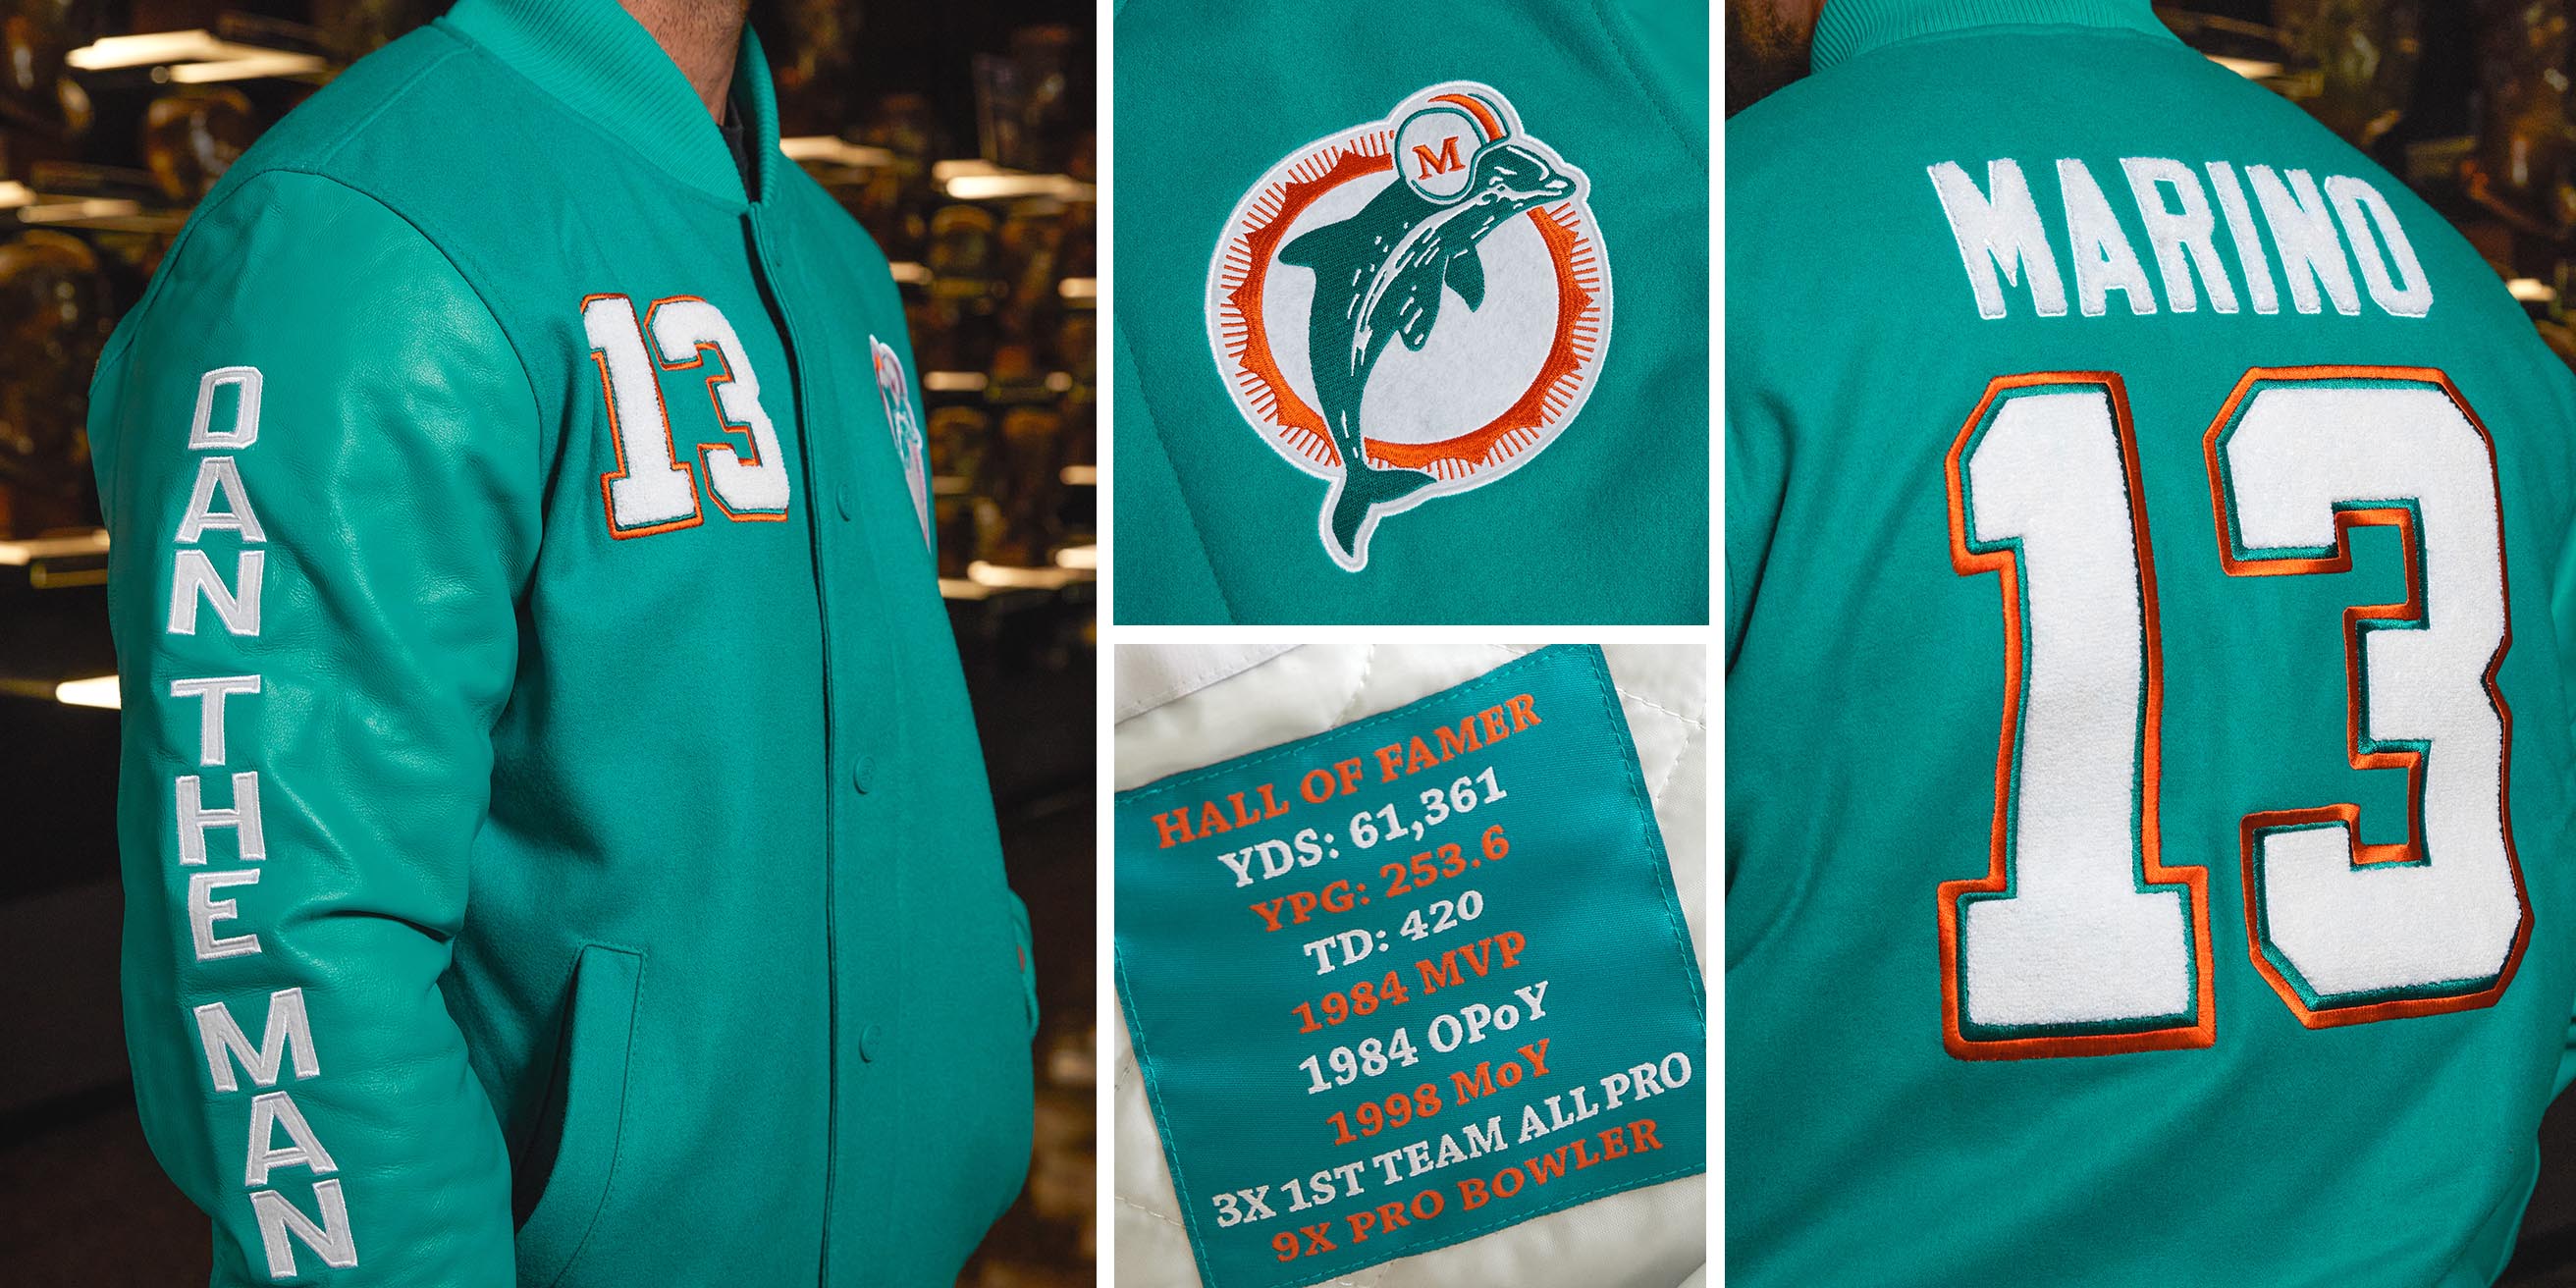 DAN THE MAN
13
M
HALL OF FAMER
YDS: 61,361
YPG: 253.6
TD: 420
1984 MVP
1984 OPoY
1998 MoY
3X 1ST TEAM ALL PRO
9X PRO BOWLER
MARINO
13